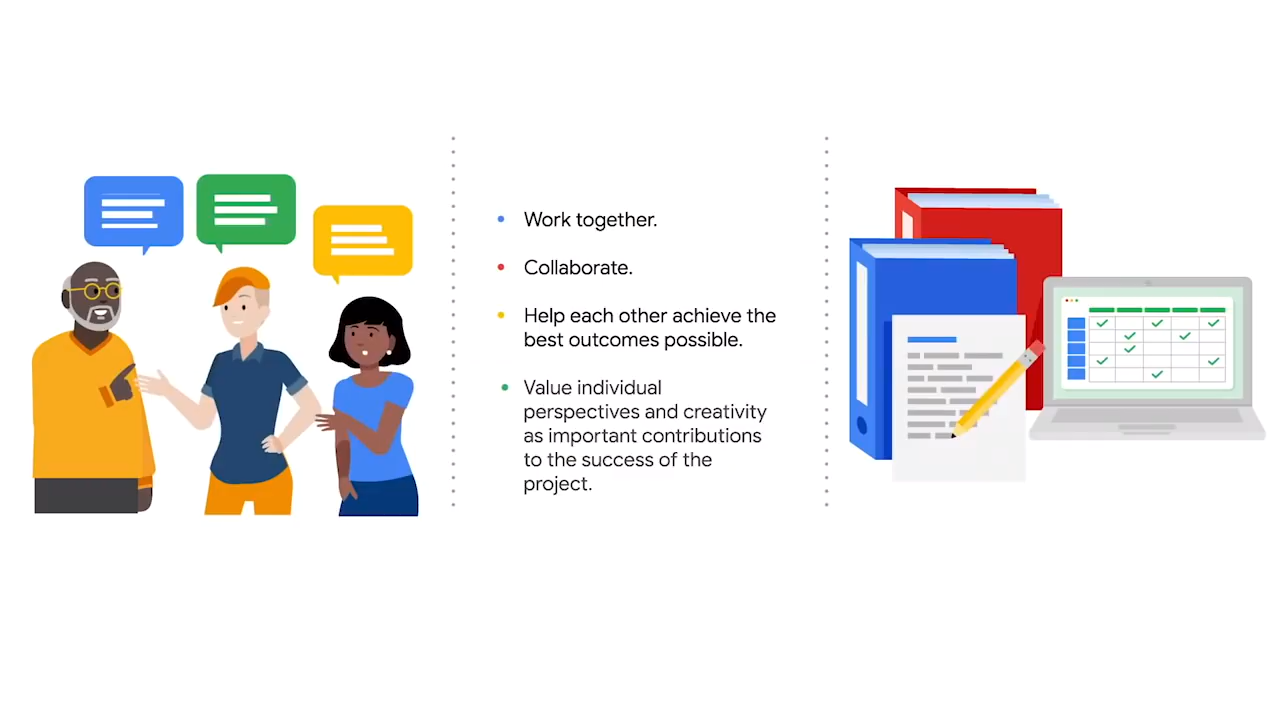 Work together.
Collaborate.
Help each other achieve the
best outcomes possible.
Value individual
perspectives and creativity
as important contributions
to the success of the
project.